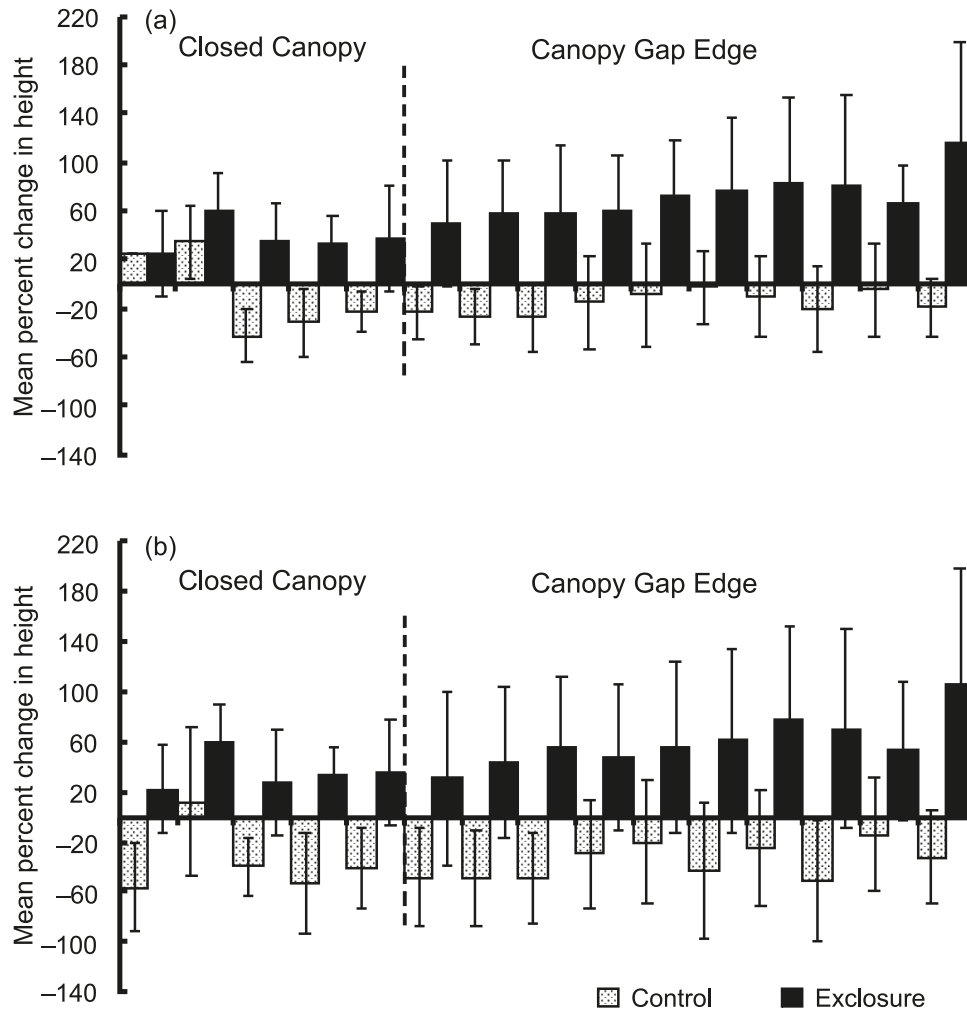 (a)
Closed Canopy
Canopy Gap Edge
Mean percent change in height
220
180
140
100
60
20
−20
−60
−100
−140
(b)
Closed Canopy
Canopy Gap Edge
Mean percent change in height
220
180
140
100
60
20
−20
−60
−100
−140
Control
Exclosure